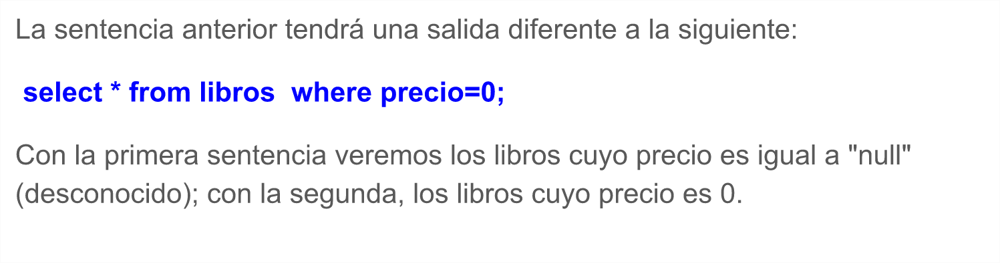 La sentencia anterior tendrá una salida diferente a la siguiente:
select * from libros  where precio=0;
Con la primera sentencia veremos los libros cuyo precio es igual a "null"
(desconocido); con la segunda, los libros cuyo precio es 0.